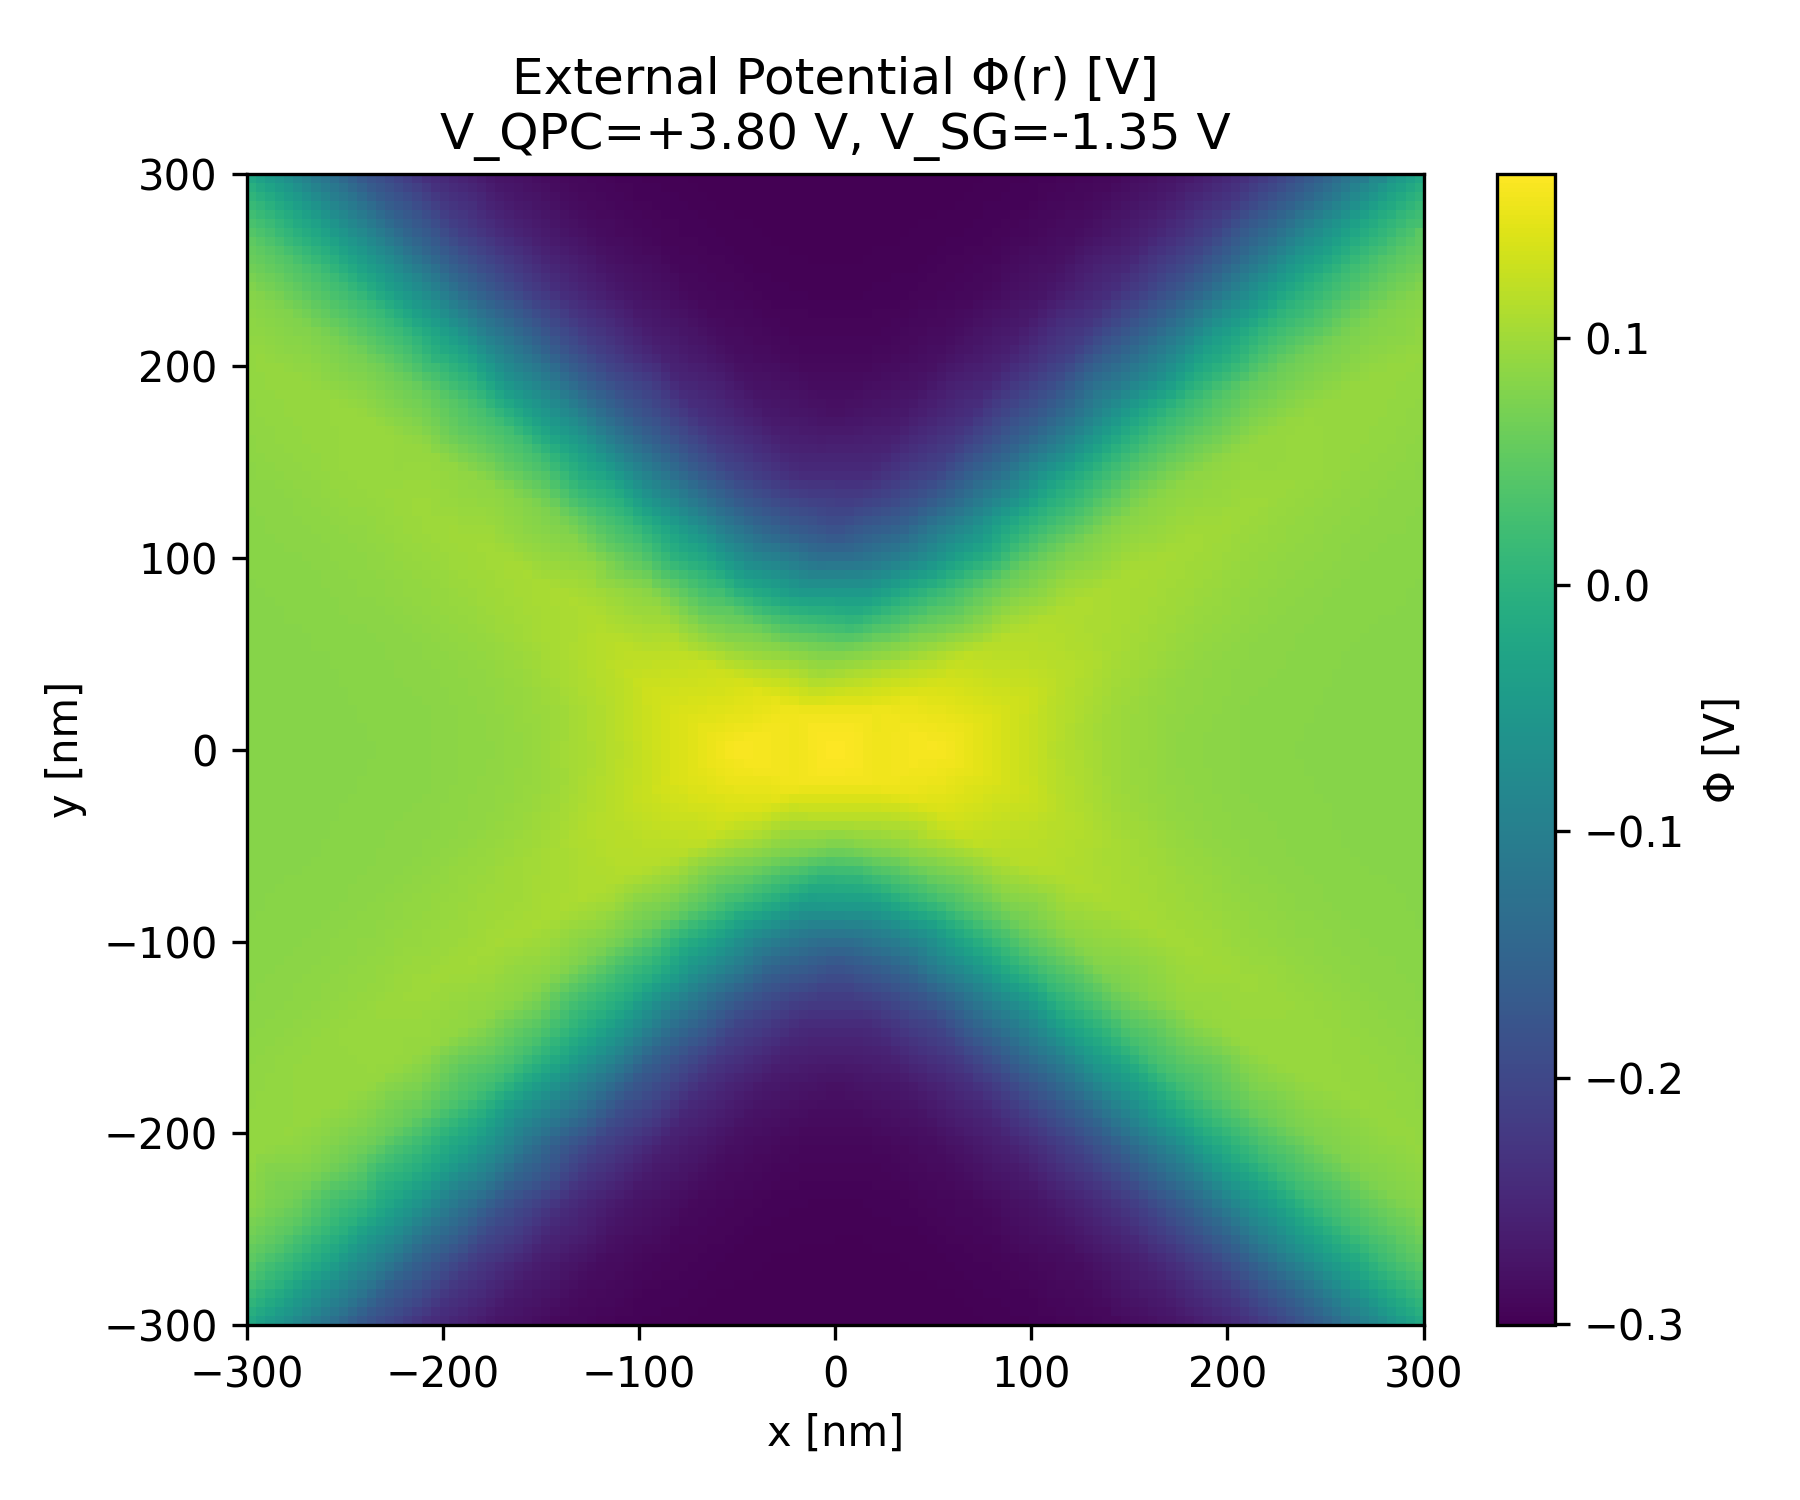 External Potential Φ(r) [V]
V_QPC=+3.80 V, V_SG=-1.35 V
300
200
100
0
−100
−200
−300
y [nm]
−300 −200 −100 0 100 200 300
x [nm]
0.1
0.0
−0.1
−0.2
−0.3
Φ [V]